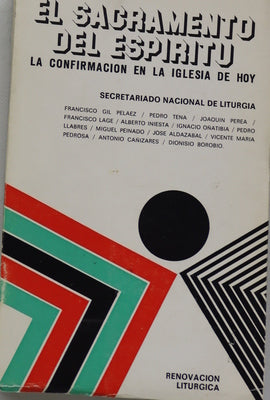 EL SACRAMENTO
DEL ESPIRITU
LA CONFIRMACION EN LA IGLESIA DE HOY
SECRETARIADO NACIONAL DE LITURGIA
FRANCISCO GIL PELAEZ / PEDRO TENA / JOAQUIN PEREA /
FRANCISCO LAGE / ALBERTO INIESTA / IGNACIO OÑATIBIA / PEDRO
LLABRES / MIGUEL PEINADO / JOSE ALDAZABAL / VICENTE MARIA
PEDROSA / ANTONIO CAÑIZARES / DIONISIO BOROBIO.
RENOVACION
LITURGICA